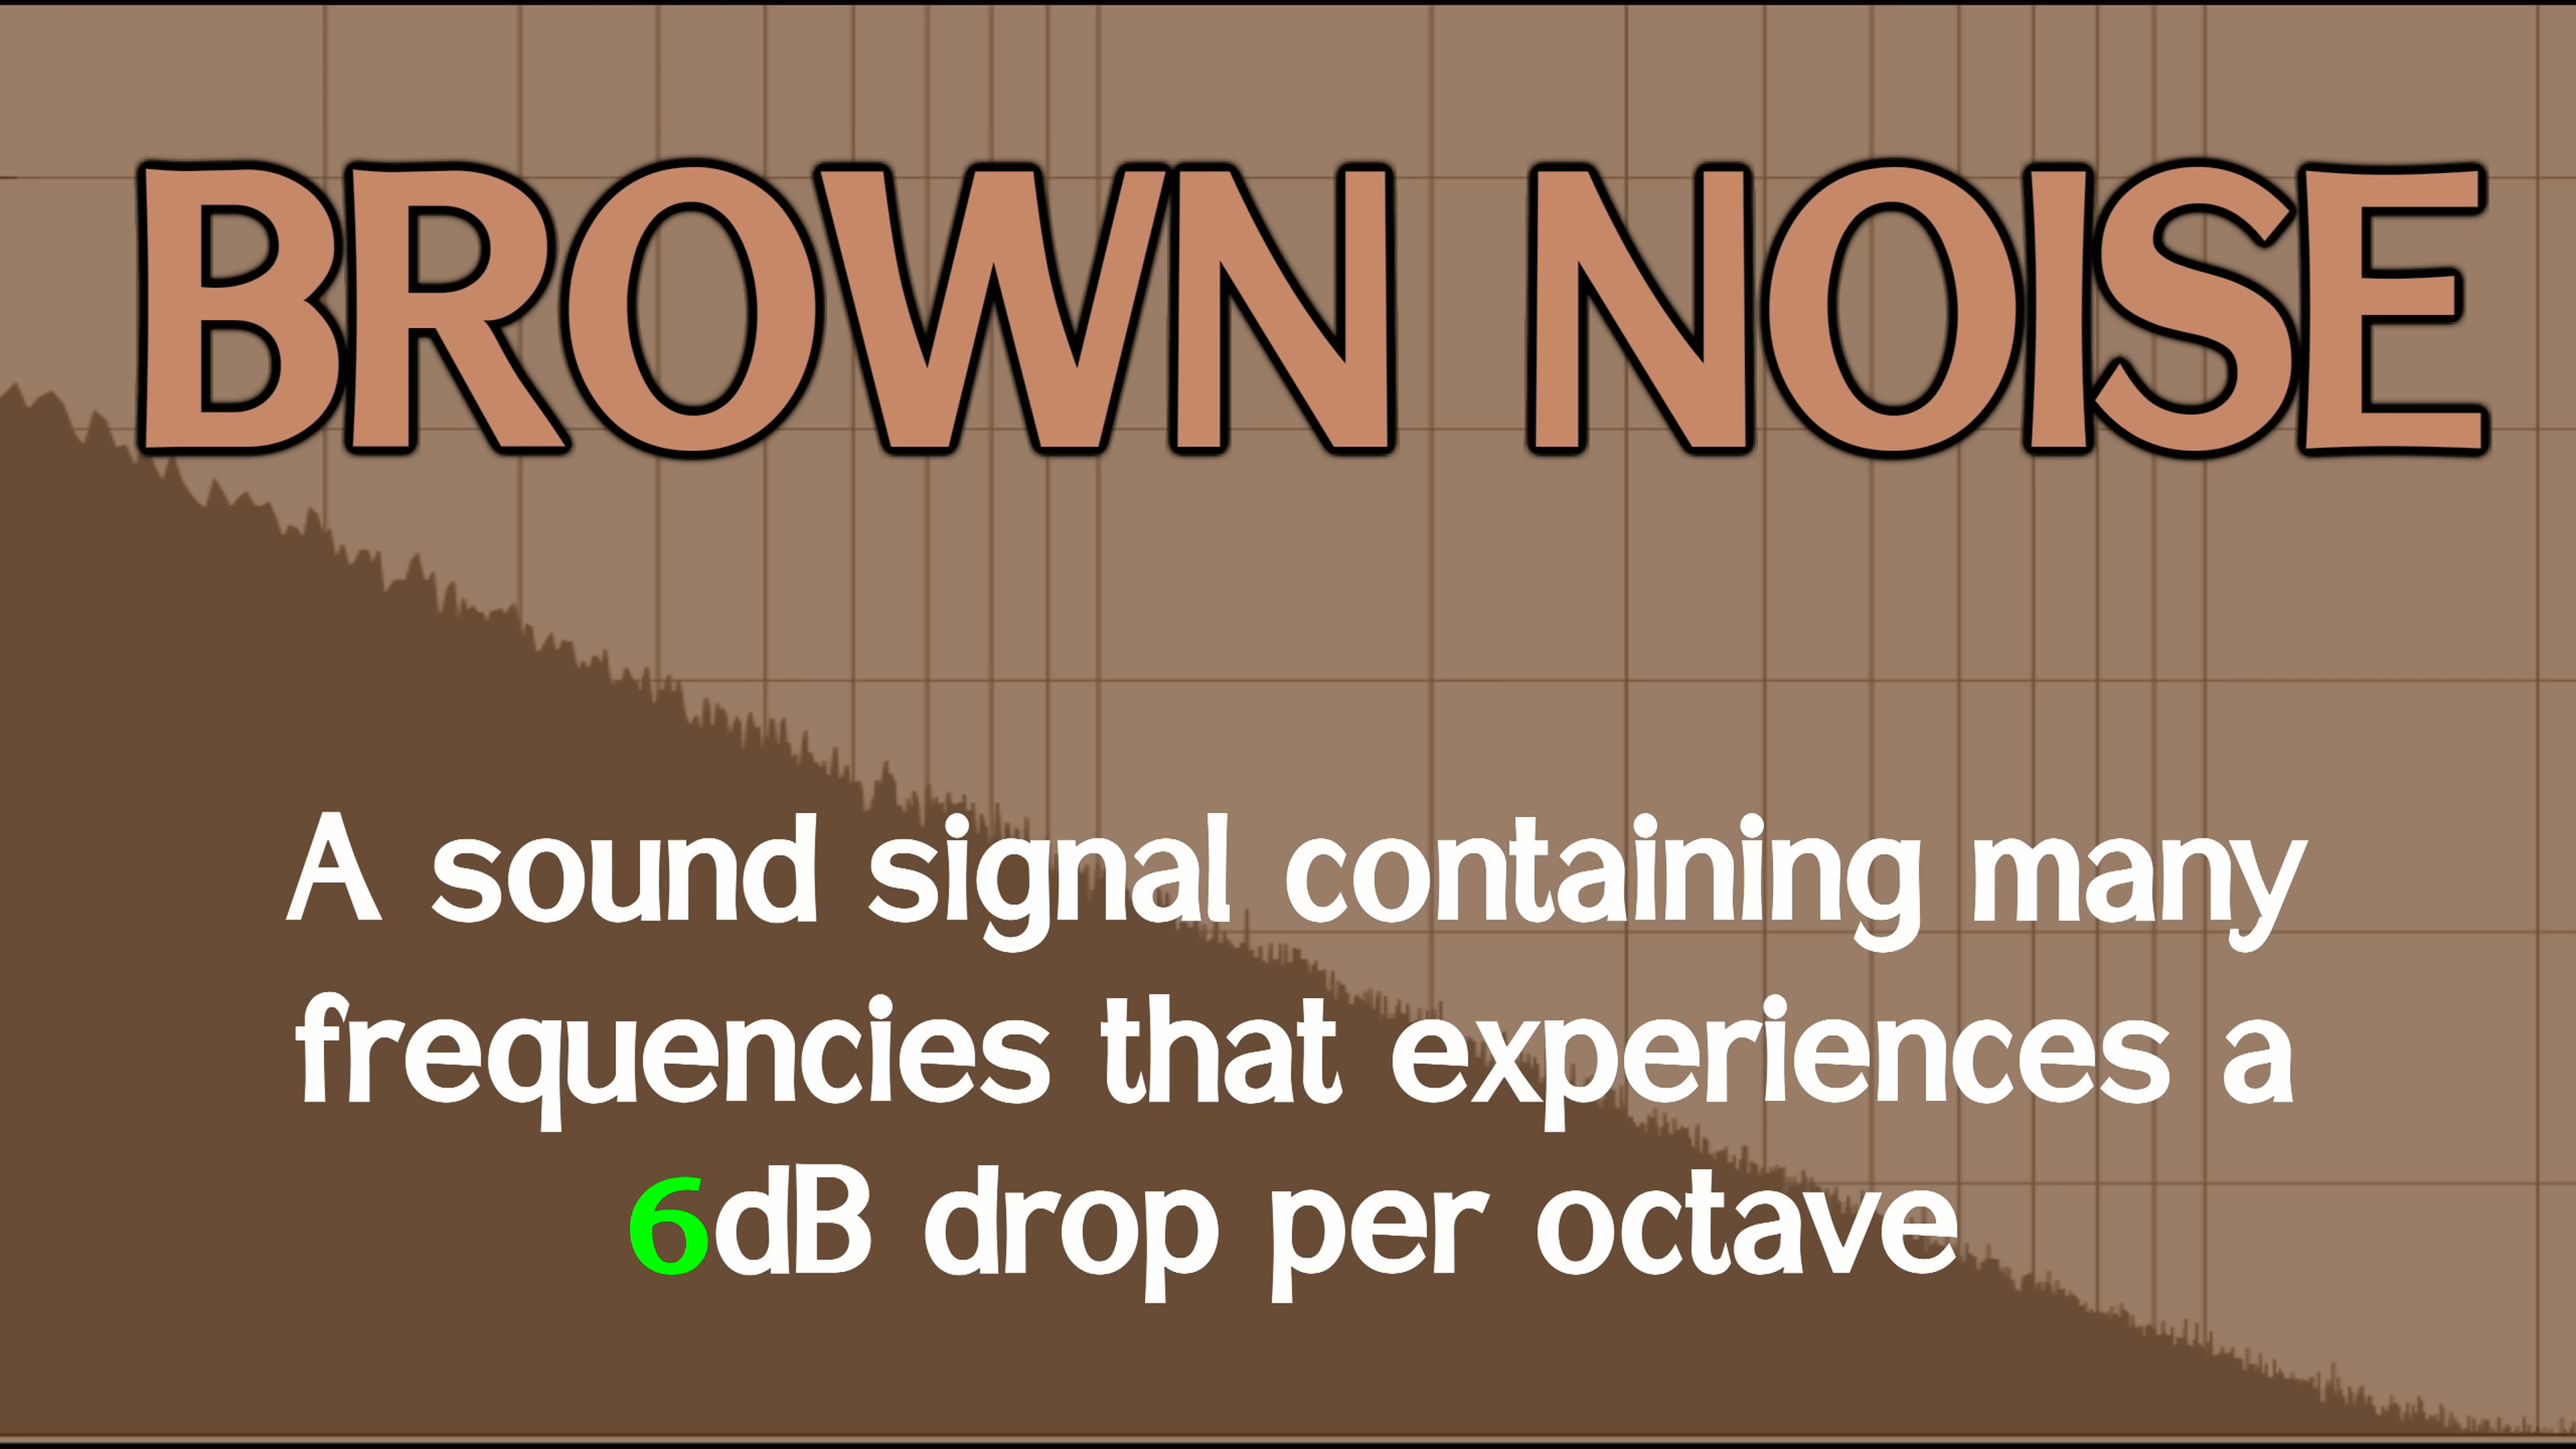 BROWN NOISE
A sound signal containing many
frequencies that experiences a
6dB drop per octave